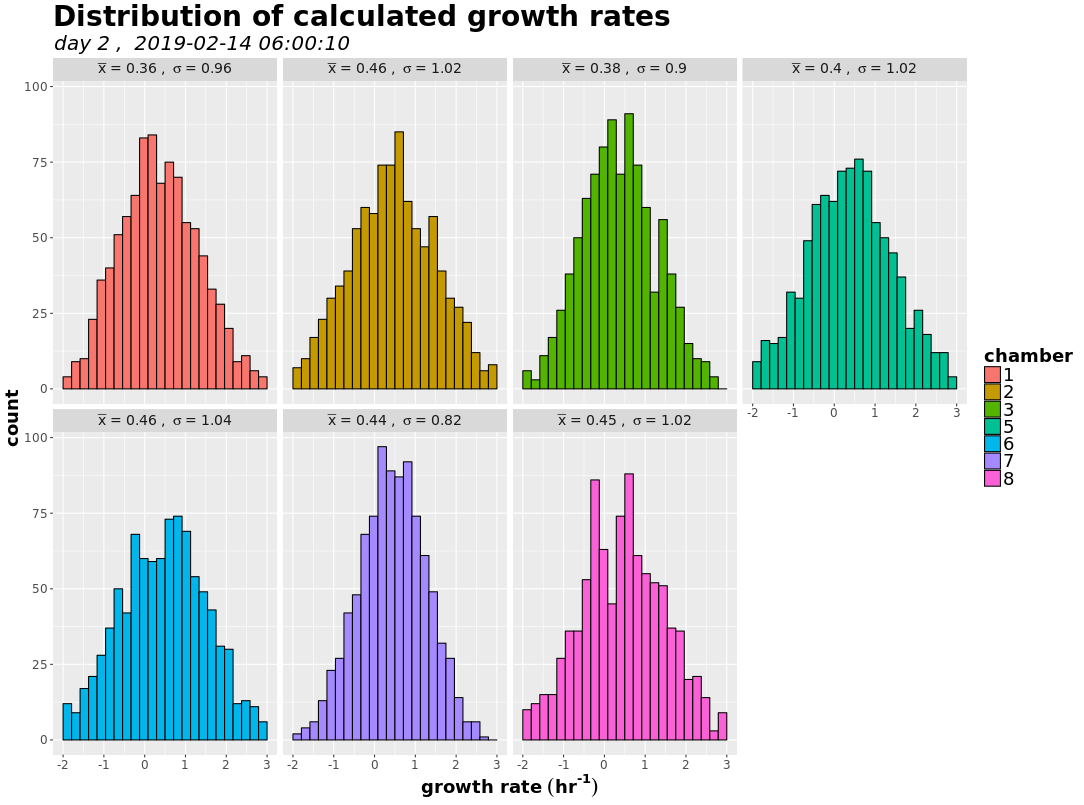 Distribution of calculated growth rates
day 2 ,  2019-02-14 06:00:10
x̅ = 0.36 ,  σ = 0.96
x̅ = 0.46 ,  σ = 1.02
x̅ = 0.38 ,  σ = 0.9
x̅ = 0.4 ,  σ = 1.02
100
75
50
25
0
-2 -1 0 1 2 3
x̅ = 0.46 ,  σ = 1.04
x̅ = 0.44 ,  σ = 0.82
x̅ = 0.45 ,  σ = 1.02
100
75
50
25
0
-2 -1 0 1 2 3
-2 -1 0 1 2 3
-2 -1 0 1 2 3
count
growth rate (hr⁻¹)
chamber
1
2
3
5
6
7
8